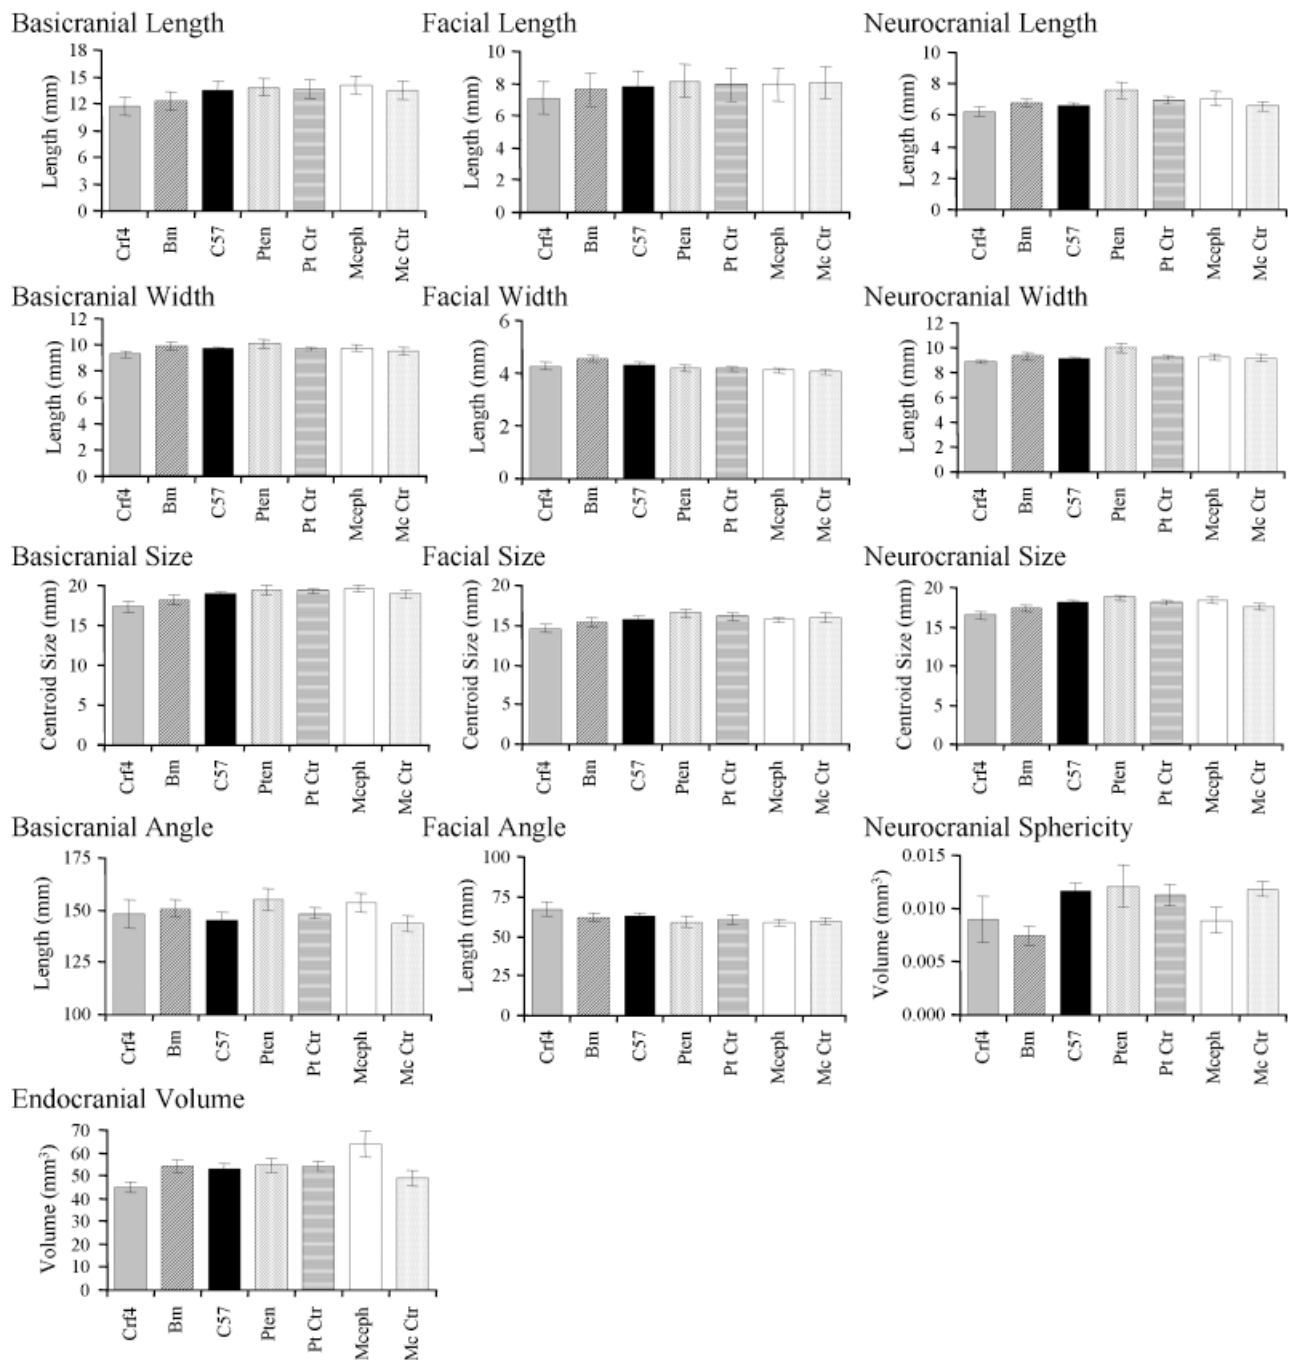 Basicranial Length
Length (mm)
18
15
12
9
6
3
0
Crf4
Bm
C57
Pten
Pt Ctr
Mceph
Mc Ctr
Facial Length
Length (mm)
10
8
6
4
2
0
Crf4
Bm
C57
Pten
Pt Ctr
Mceph
Mc Ctr
Neurocranial Length
Length (mm)
10
8
6
4
2
0
Crf4
Bm
C57
Pten
Pt Ctr
Mceph
Mc Ctr
Basicranial Width
Length (mm)
12
10
8
6
4
2
0
Crf4
Bm
C57
Pten
Pt Ctr
Mceph
Mc Ctr
Facial Width
Length (mm)
6
4
2
0
Crf4
Bm
C57
Pten
Pt Ctr
Mceph
Mc Ctr
Neurocranial Width
Length (mm)
12
10
8
6
4
2
0
Crf4
Bm
C57
Pten
Pt Ctr
Mceph
Mc Ctr
Basicranial Size
Centroid Size (mm)
20
15
10
5
0
Crf4
Bm
C57
Pten
Pt Ctr
Mceph
Mc Ctr
Facial Size
Centroid Size (mm)
20
15
10
5
0
Crf4
Bm
C57
Pten
Pt Ctr
Mceph
Mc Ctr
Neurocranial Size
Centroid Size (mm)
20
15
10
5
0
Crf4
Bm
C57
Pten
Pt Ctr
Mceph
Mc Ctr
Basicranial Angle
Length (mm)
175
150
125
100
Crf4
Bm
C57
Pten
Pt Ctr
Mceph
Mc Ctr
Facial Angle
Length (mm)
100
75
50
25
0
Crf4
Bm
C57
Pten
Pt Ctr
Mceph
Mc Ctr
Neurocranial Sphericity
Volume (mm³)
0.015
0.010
0.005
0.000
Crf4
Bm
C57
Pten
Pt Ctr
Mceph
Mc Ctr
Endocranial Volume
Volume (mm³)
70
60
50
40
30
20
10
0
Crf4
Bm
C57
Pten
Pt Ctr
Mceph
Mc Ctr